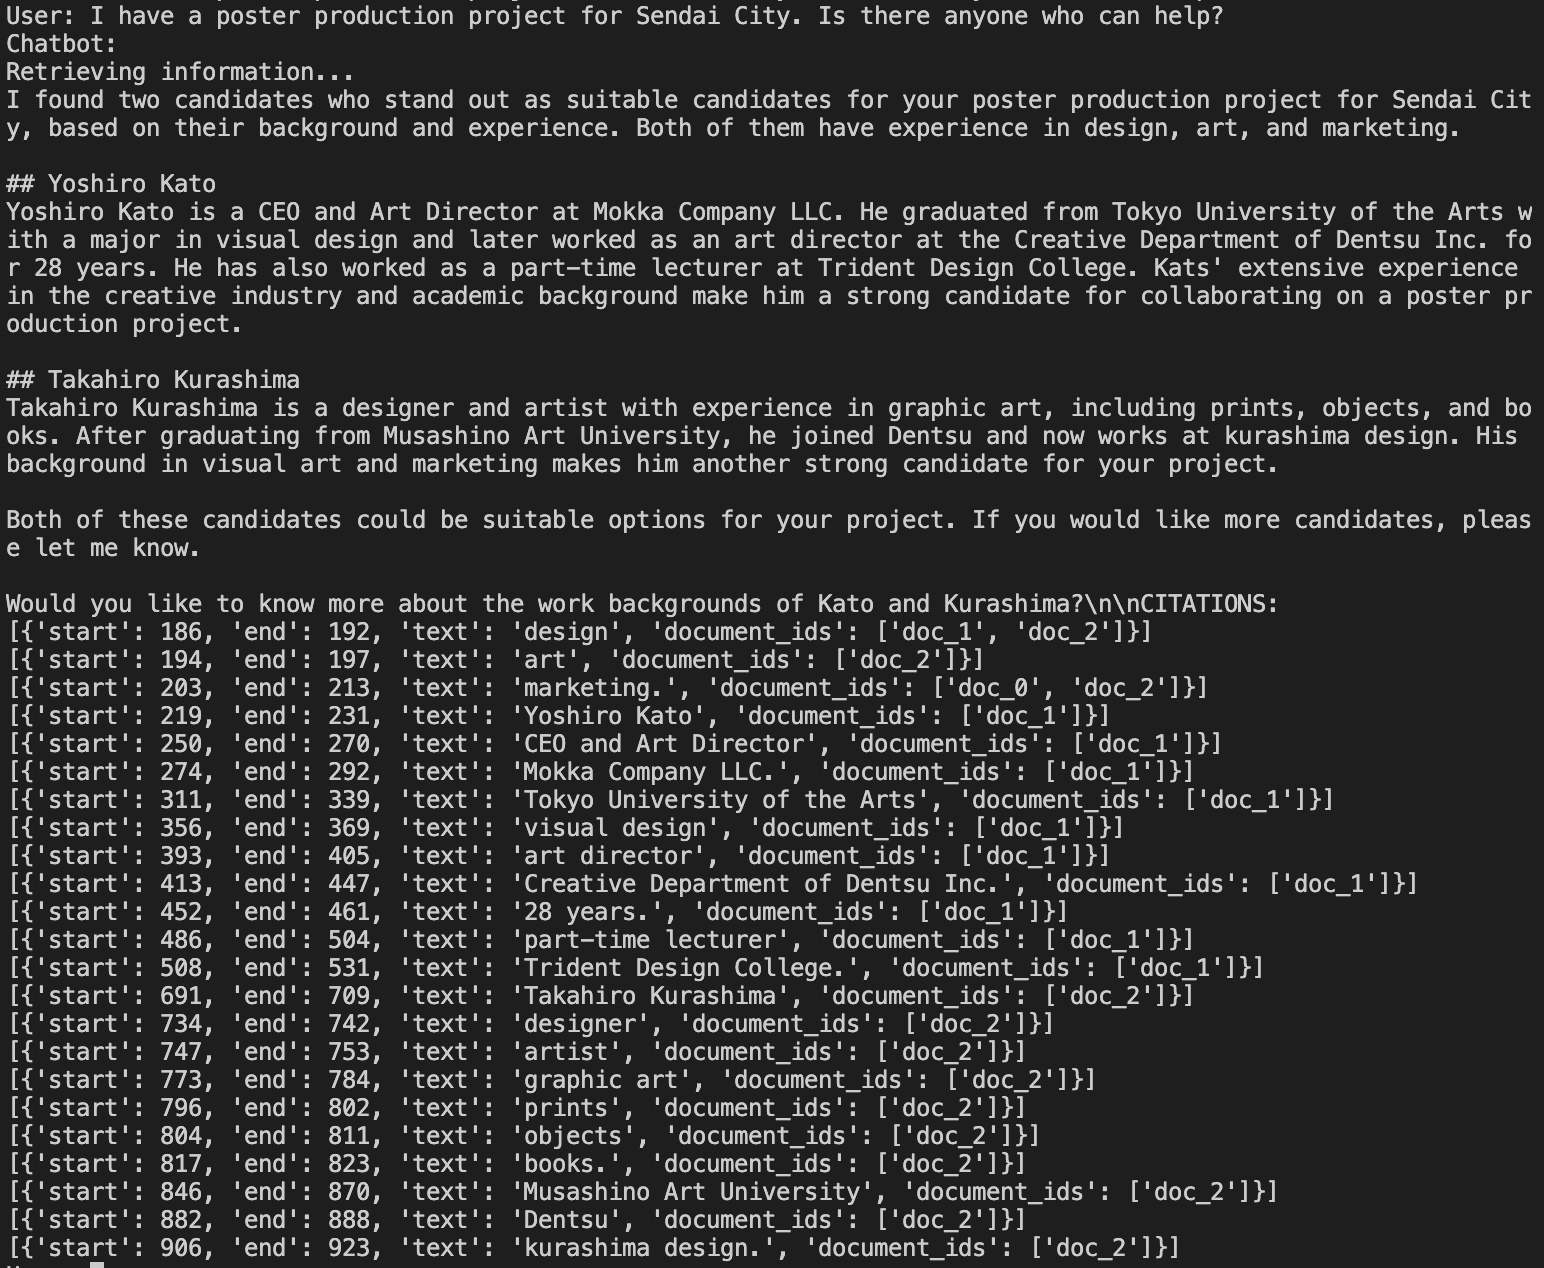 User: I have a poster production project for Sendai City. Is there anyone who can help?
Chatbot:
Retrieving information...
I found two candidates who stand out as suitable candidates for your poster production project for Sendai Cit
y, based on their background and experience. Both of them have experience in design, art, and marketing.
## Yoshiro Kato
Yoshiro Kato is a CEO and Art Director at Mokka Company LLC. He graduated from Tokyo University of the Arts w
ith a major in visual design and later worked as an art director at the Creative Department of Dentsu Inc. fo
r 28 years. He has also worked as a part-time lecturer at Trident Design College. Kats' extensive experience
in the creative industry and academic background make him a strong candidate for collaborating on a poster pr
oduction project.
## Takahiro Kurashima
Takahiro Kurashima is a designer and artist with experience in graphic art, including prints, objects, and bo
oks. After graduating from Musashino Art University, he joined Dentsu and now works at kurashima design. His
background in visual art and marketing makes him another strong candidate for your project.
Both of these candidates could be suitable options for your project. If you would like more candidates, pleas
e let me know.
Would you like to know more about the work backgrounds of Kato and Kurashima?\n\nCITATIONS:
[{'start': 186, 'end': 192, 'text': 'design', 'document_ids': ['doc_1', 'doc_2']}]
[{'start': 194, 'end': 197, 'text': 'art', 'document_ids': ['doc_2']}]
[{'start': 203, 'end': 213, 'text': 'marketing.', 'document_ids': ['doc_0', 'doc_2']}]
[{'start': 219, 'end': 231, 'text': 'Yoshiro Kato', 'document_ids': ['doc_1']}]
[{'start': 250, 'end': 270, 'text': 'CEO and Art Director', 'document_ids': ['doc_1']}]
[{'start': 274, 'end': 292, 'text': 'Mokka Company LLC.', 'document_ids': ['doc_1']}]
[{'start': 311, 'end': 339, 'text': 'Tokyo University of the Arts', 'document_ids': ['doc_1']}]
[{'start': 356, 'end': 369, 'text': 'visual design', 'document_ids': ['doc_1']}]
[{'start': 393, 'end': 405, 'text': 'art director', 'document_ids': ['doc_1']}]
[{'start': 413, 'end': 447, 'text': 'Creative Department of Dentsu Inc.', 'document_ids': ['doc_1']}]
[{'start': 452, 'end': 461, 'text': '28 years.', 'document_ids': ['doc_1']}]
[{'start': 486, 'end': 504, 'text': 'part-time lecturer', 'document_ids': ['doc_1']}]
[{'start': 508, 'end': 531, 'text': 'Trident Design College.', 'document_ids': ['doc_1']}]
[{'start': 691, 'end': 709, 'text': 'Takahiro Kurashima', 'document_ids': ['doc_2']}]
[{'start': 734, 'end': 742, 'text': 'designer', 'document_ids': ['doc_2']}]
[{'start': 747, 'end': 753, 'text': 'artist', 'document_ids': ['doc_2']}]
[{'start': 773, 'end': 784, 'text': 'graphic art', 'document_ids': ['doc_2']}]
[{'start': 796, 'end': 802, 'text': 'prints', 'document_ids': ['doc_2']}]
[{'start': 804, 'end': 811, 'text': 'objects', 'document_ids': ['doc_2']}]
[{'start': 817, 'end': 823, 'text': 'books.', 'document_ids': ['doc_2']}]
[{'start': 846, 'end': 870, 'text': 'Musashino Art University', 'document_ids': ['doc_2']}]
[{'start': 882, 'end': 888, 'text': 'Dentsu', 'document_ids': ['doc_2']}]
[{'start': 906, 'end': 923, 'text': 'kurashima design.', 'document_ids': ['doc_2']}]